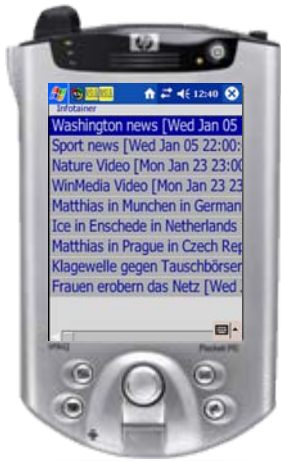 hp
12:40
Infotainer
Washington news [Wed Jan 05
Sport news [Wed Jan 05 22:00:
Nature Video [Mon Jan 23 23:00
WinMedia Video [Mon Jan 23 23
Matthias in Munchen in German
Ice in Enschede in Netherlands
Matthias in Prague in Czech Rep
Klagewelle gegen Tauschbörser
Frauen erobern das Netz [Wed J
iPAQ Pocket PC